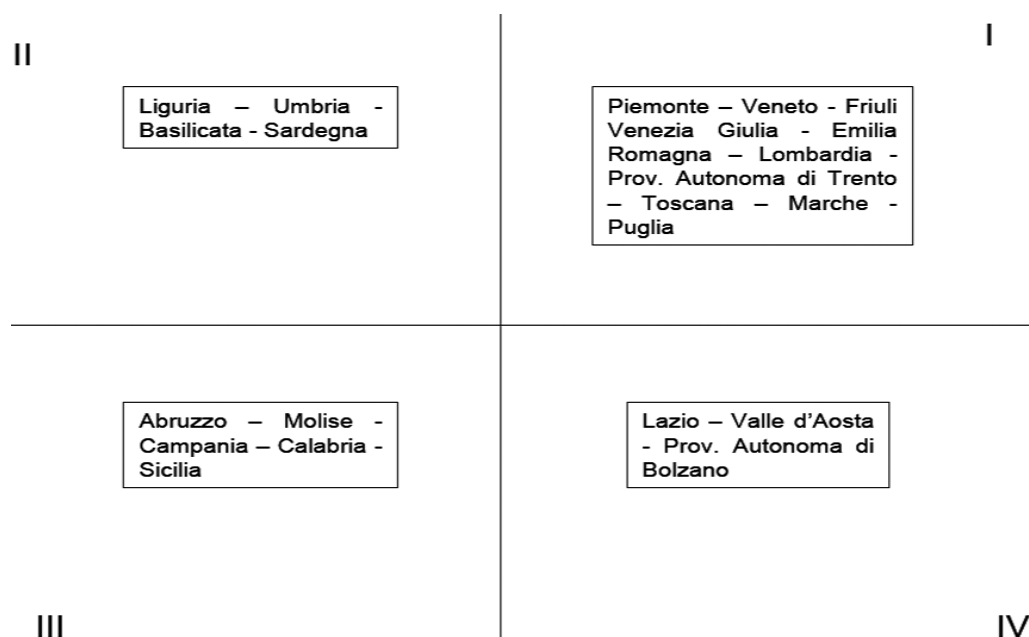 II
I
Liguria – Umbria -
Basilicata - Sardegna
Piemonte – Veneto - Friuli
Venezia Giulia - Emilia
Romagna – Lombardia -
Prov. Autonoma di Trento
– Toscana – Marche -
Puglia
Abruzzo – Molise -
Campania – Calabria -
Sicilia
Lazio – Valle d'Aosta
- Prov. Autonoma di
Bolzano
III
IV